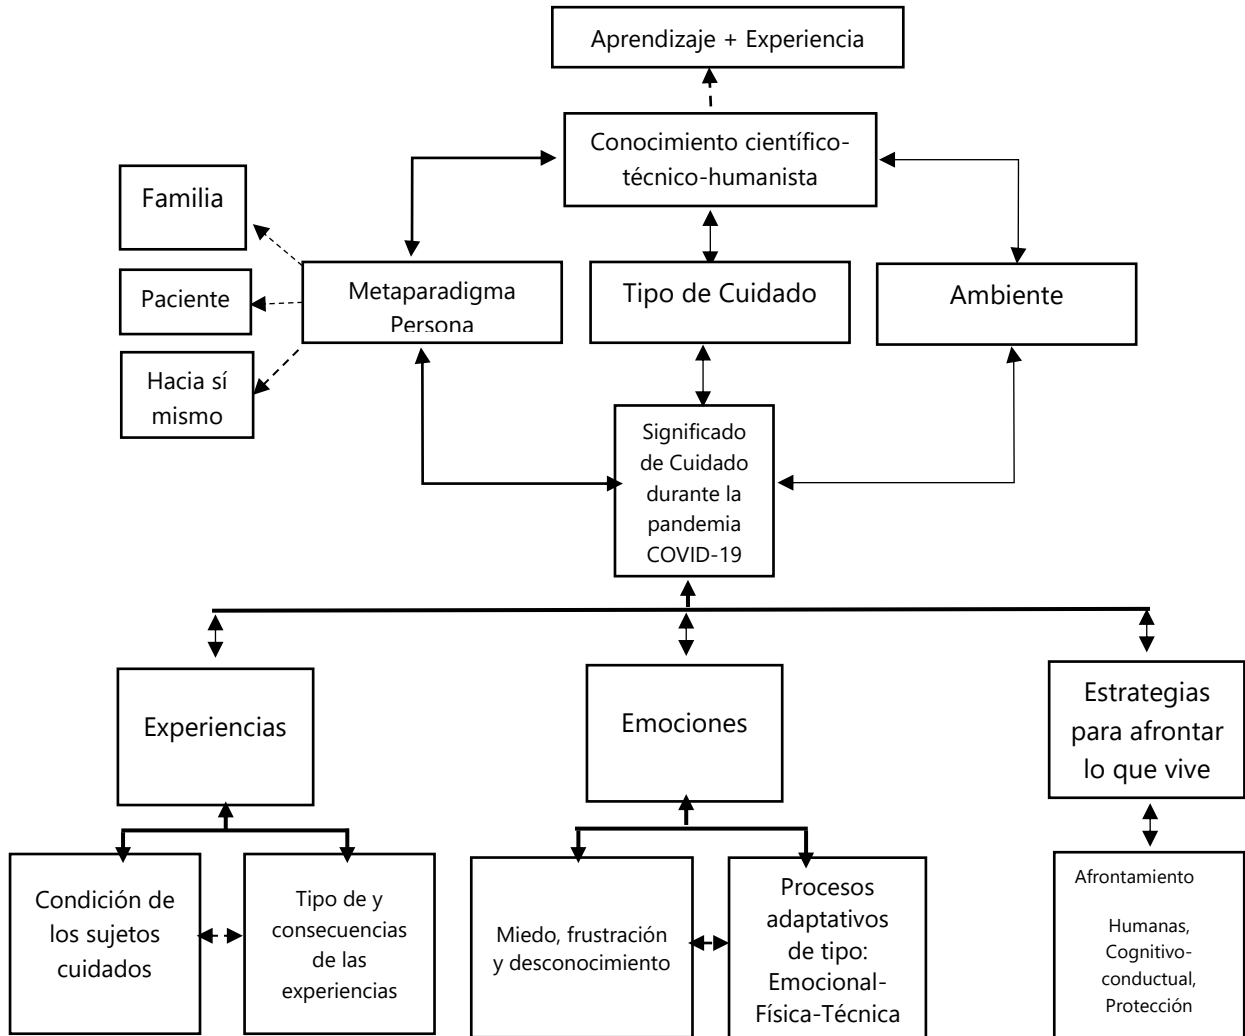 Aprendizaje + Experiencia
Conocimiento científico-
técnico-humanista
Familia
Paciente
Hacia sí
mismo
Metaparadigma
Persona
Tipo de Cuidado
Ambiente
Significado
de Cuidado
durante la
pandemia
COVID-19
Experiencias
Emociones
Estrategias
para afrontar
lo que vive
Condición de
los sujetos
cuidados
Tipo de y
consecuencias
de las
experiencias
Miedo, frustración
y desconocimiento
Procesos
adaptativos
de tipo:
Emocional-
Física-Técnica
Afrontamiento
Humanas,
Cognitivo-
conductual,
Protección